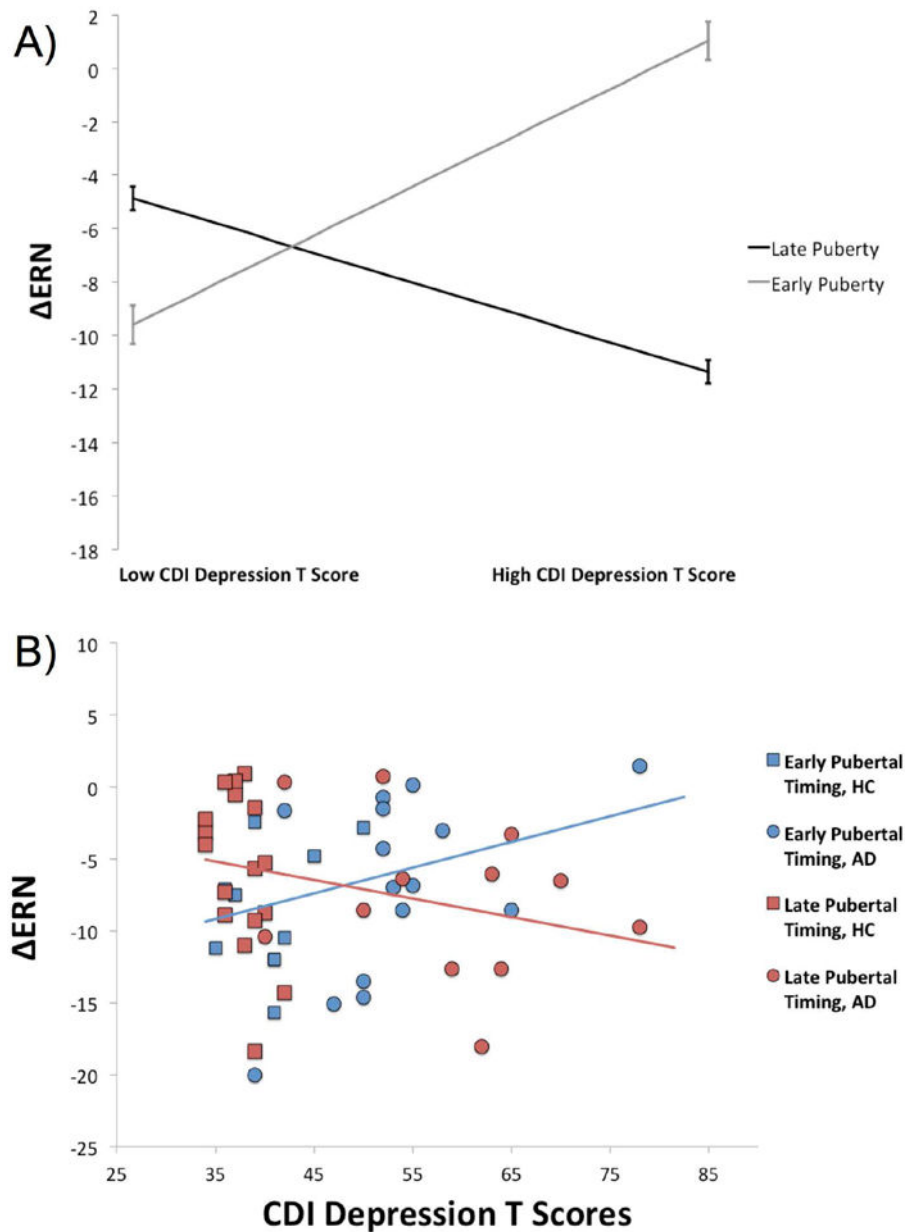 A)
2
0
-2
-4
-6
-8
-10
-12
-14
-16
-18
ΔERN
Late Puberty
Early Puberty
Low CDI Depression T Score
High CDI Depression T Score
B)
10
5
0
-5
-10
-15
-20
-25
ΔERN
25
35
45
55
65
75
85
CDI Depression T Scores
Early Pubertal
Timing, HC
Early Pubertal
Timing, AD
Late Pubertal
Timing, HC
Late Pubertal
Timing, AD